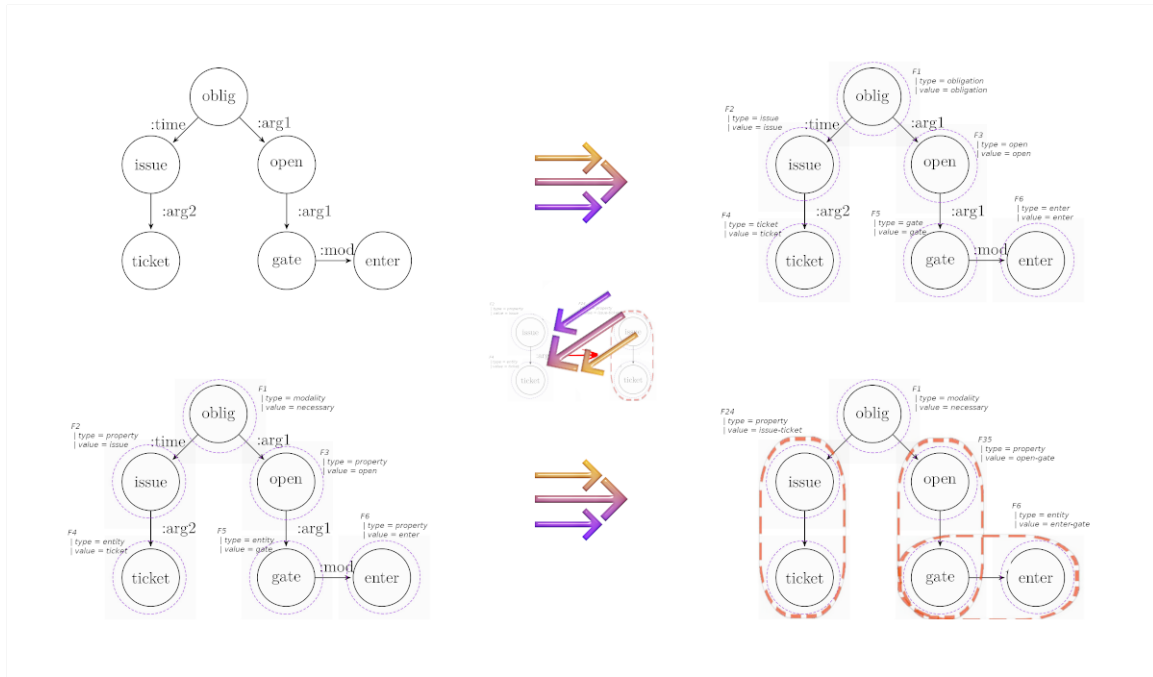 oblig
:time
:arg1
issue
open
:arg2
:arg1
ticket
gate
:mod
enter
F1
| type = obligation
| value = obligation
oblig
F2
| type = issue
| value = issue
:time
:arg1
F3
| type = open
| value = open
issue
open
:arg2
:arg1
F4
| type = ticket
| value = ticket
F5
| type = gate
| value = gate
F6
| type = enter
| value = enter
:mod
ticket
gate
enter
issue
issue
ticket
ticket
F1
| type = modality
| value = necessary
oblig
F2
| type = property
| value = issue
:time
:arg1
F3
| type = property
| value = open
issue
open
:arg2
:arg1
F4
| type = entity
| value = ticket
F5
| type = entity
| value = gate
F6
| type = property
| value = enter
:mod
ticket
gate
enter
F1
| type = modality
| value = necessary
oblig
F24
| type = property
| value = issue-ticket
F35
| type = property
| value = open-gate
issue
open
F6
| type = entity
| value = enter-gate
ticket
gate
enter